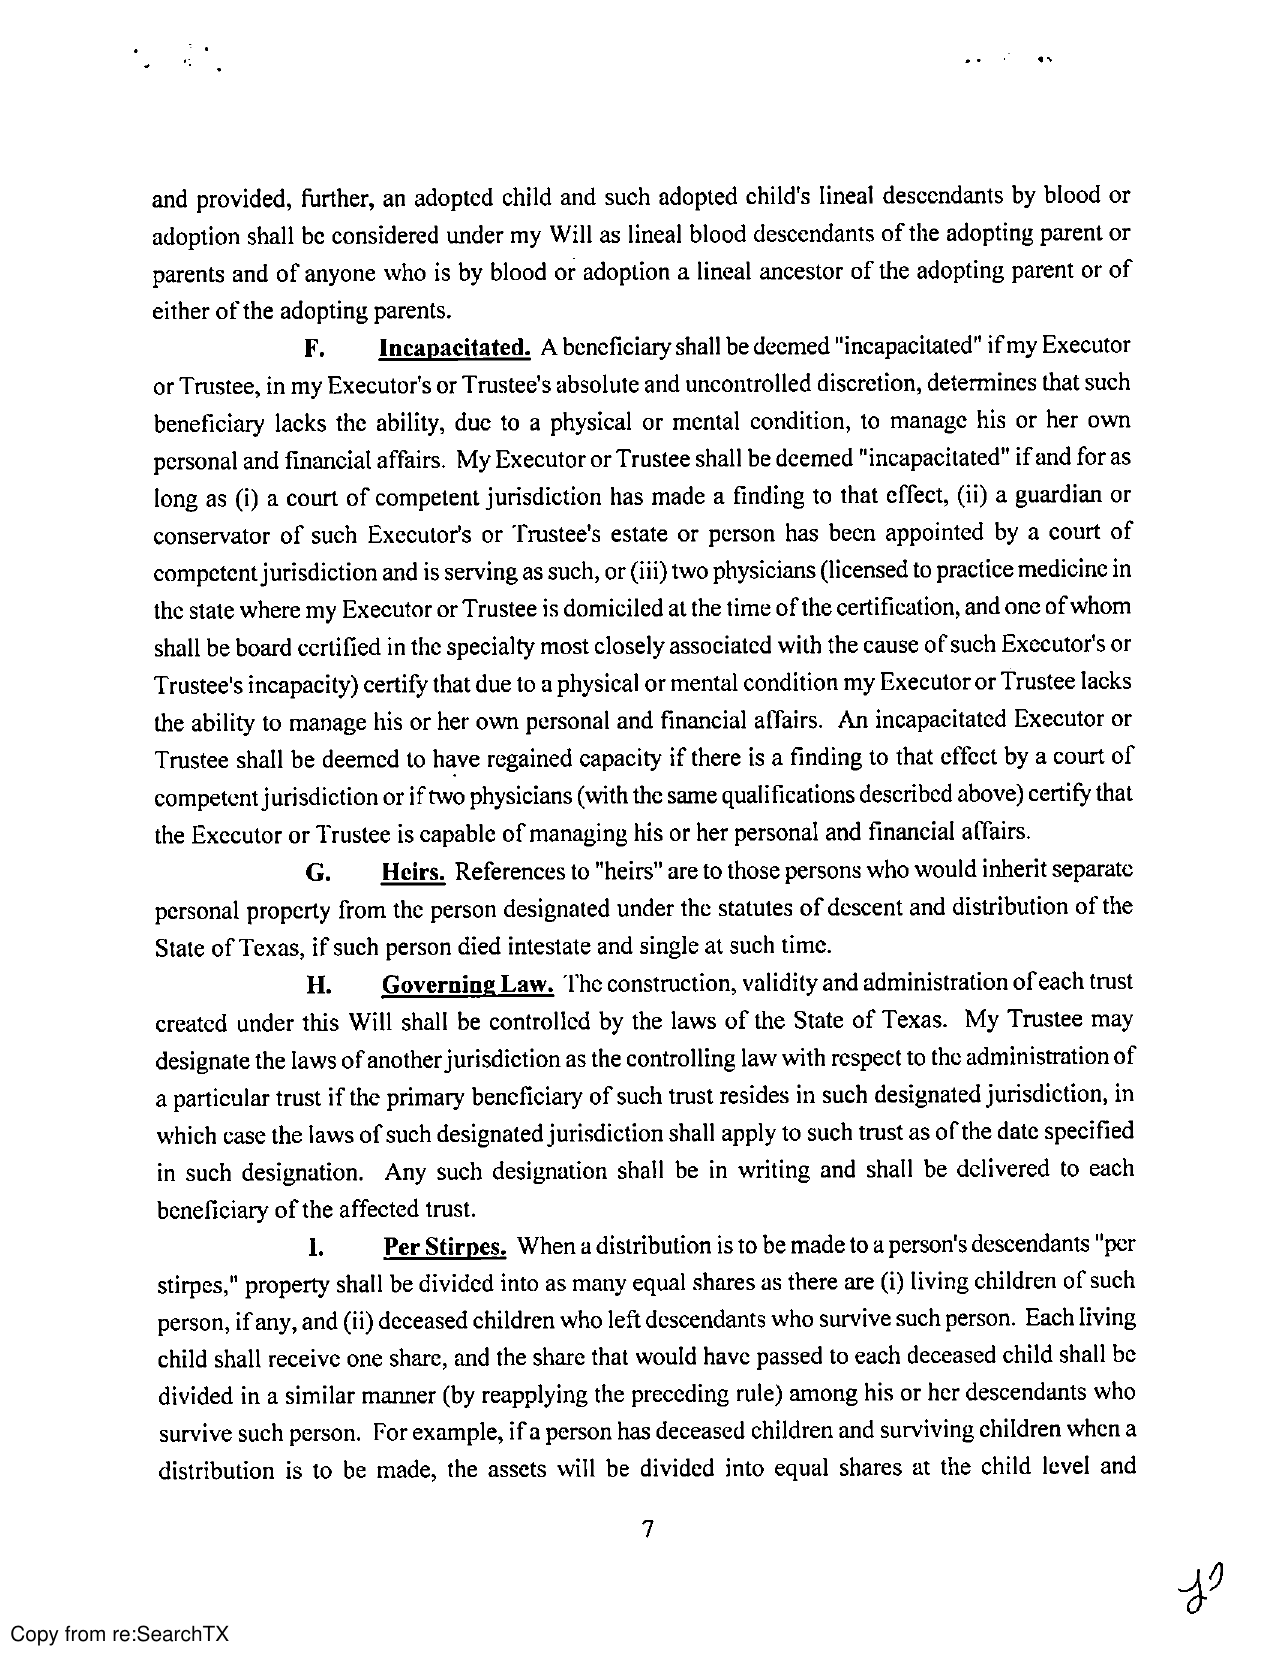 and provided, further, an adopted child and such adopted child's lineal descendants by blood or
adoption shall be considered under my Will as lineal blood descendants of the adopting parent or
parents and of anyone who is by blood or adoption a lineal ancestor of the adopting parent or of
either of the adopting parents.
F. Incapacitated. A beneficiary shall be deemed "incapacitated" if my Executor
or Trustee, in my Executor's or Trustee's absolute and uncontrolled discretion, determines that such
beneficiary lacks the ability, due to a physical or mental condition, to manage his or her own
personal and financial affairs. My Executor or Trustee shall be deemed "incapacitated" if and for as
long as (i) a court of competent jurisdiction has made a finding to that effect, (ii) a guardian or
conservator of such Executor's or Trustee's estate or person has been appointed by a court of
competent jurisdiction and is serving as such, or (iii) two physicians (licensed to practice medicine in
the state where my Executor or Trustee is domiciled at the time of the certification, and one of whom
shall be board certified in the specialty most closely associated with the cause of such Executor's or
Trustee's incapacity) certify that due to a physical or mental condition my Executor or Trustee lacks
the ability to manage his or her own personal and financial affairs. An incapacitated Executor or
Trustee shall be deemed to have regained capacity if there is a finding to that effect by a court of
competent jurisdiction or if two physicians (with the same qualifications described above) certify that
the Executor or Trustee is capable of managing his or her personal and financial affairs.
G. Heirs. References to "heirs" are to those persons who would inherit separate
personal property from the person designated under the statutes of descent and distribution of the
State of Texas, if such person died intestate and single at such time.
H. Governing Law. The construction, validity and administration of each trust
created under this Will shall be controlled by the laws of the State of Texas. My Trustee may
designate the laws of another jurisdiction as the controlling law with respect to the administration of
a particular trust if the primary beneficiary of such trust resides in such designated jurisdiction, in
which case the laws of such designated jurisdiction shall apply to such trust as of the date specified
in such designation. Any such designation shall be in writing and shall be delivered to each
beneficiary of the affected trust.
I. Per Stirpes. When a distribution is to be made to a person's descendants "per
stirpes," property shall be divided into as many equal shares as there are (i) living children of such
person, if any, and (ii) deceased children who left descendants who survive such person. Each living
child shall receive one share, and the share that would have passed to each deceased child shall be
divided in a similar manner (by reapplying the preceding rule) among his or her descendants who
survive such person. For example, if a person has deceased children and surviving children when a
distribution is to be made, the assets will be divided into equal shares at the child level and
7
Copy from re:SearchTX